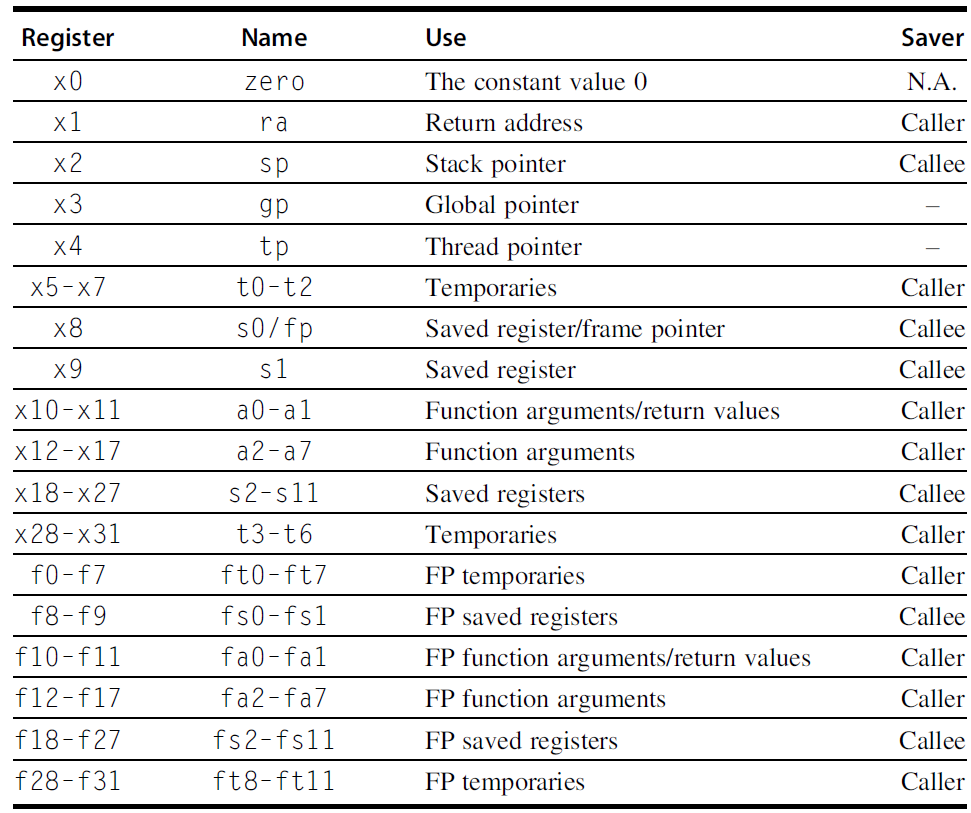 Register Name Use Saver
x0 zero The constant value 0 N.A.
x1 ra Return address Caller
x2 sp Stack pointer Callee
x3 gp Global pointer –
x4 tp Thread pointer –
x5-x7 t0-t2 Temporaries Caller
x8 s0/fp Saved register/frame pointer Callee
x9 s1 Saved register Callee
x10-x11 a0-a1 Function arguments/return values Caller
x12-x17 a2-a7 Function arguments Caller
x18-x27 s2-s11 Saved registers Callee
x28-x31 t3-t6 Temporaries Caller
f0-f7 ft0-ft7 FP temporaries Caller
f8-f9 fs0-fs1 FP saved registers Callee
f10-f11 fa0-fa1 FP function arguments/return values Caller
f12-f17 fa2-fa7 FP function arguments Caller
f18-f27 fs2-fs11 FP saved registers Callee
f28-f31 ft8-ft11 FP temporaries Caller